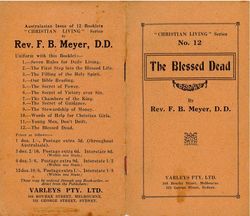 Australasian Issue of 12 Booklets
"CHRISTIAN LIVING" Series
by
Rev. F. B. Meyer, D.D.
Uniform with this Booklet:—
1.—Seven Rules for Daily Living.
2.—The First Step into the Blessed Life.
3.—The Filling of the Holy Spirit.
4.—Our Bible Reading.
5.—The Secret of Power.
6.—The Secret of Victory over Sin.
7.—The Chambers of the King.
8.—The Secret of Guidance.
9.—The Stewardship of Money.
10.—Words of Help for Christian Girls.
11.—Young Men, Don't Drift.
12.—The Blessed Dead.
VARLEYS PTY. LTD.
"CHRISTIAN LIVING" Series
No. 12
The Blessed Dead
By
Rev. F. B. Meyer, D.D.
VARLEYS PTY. LTD.